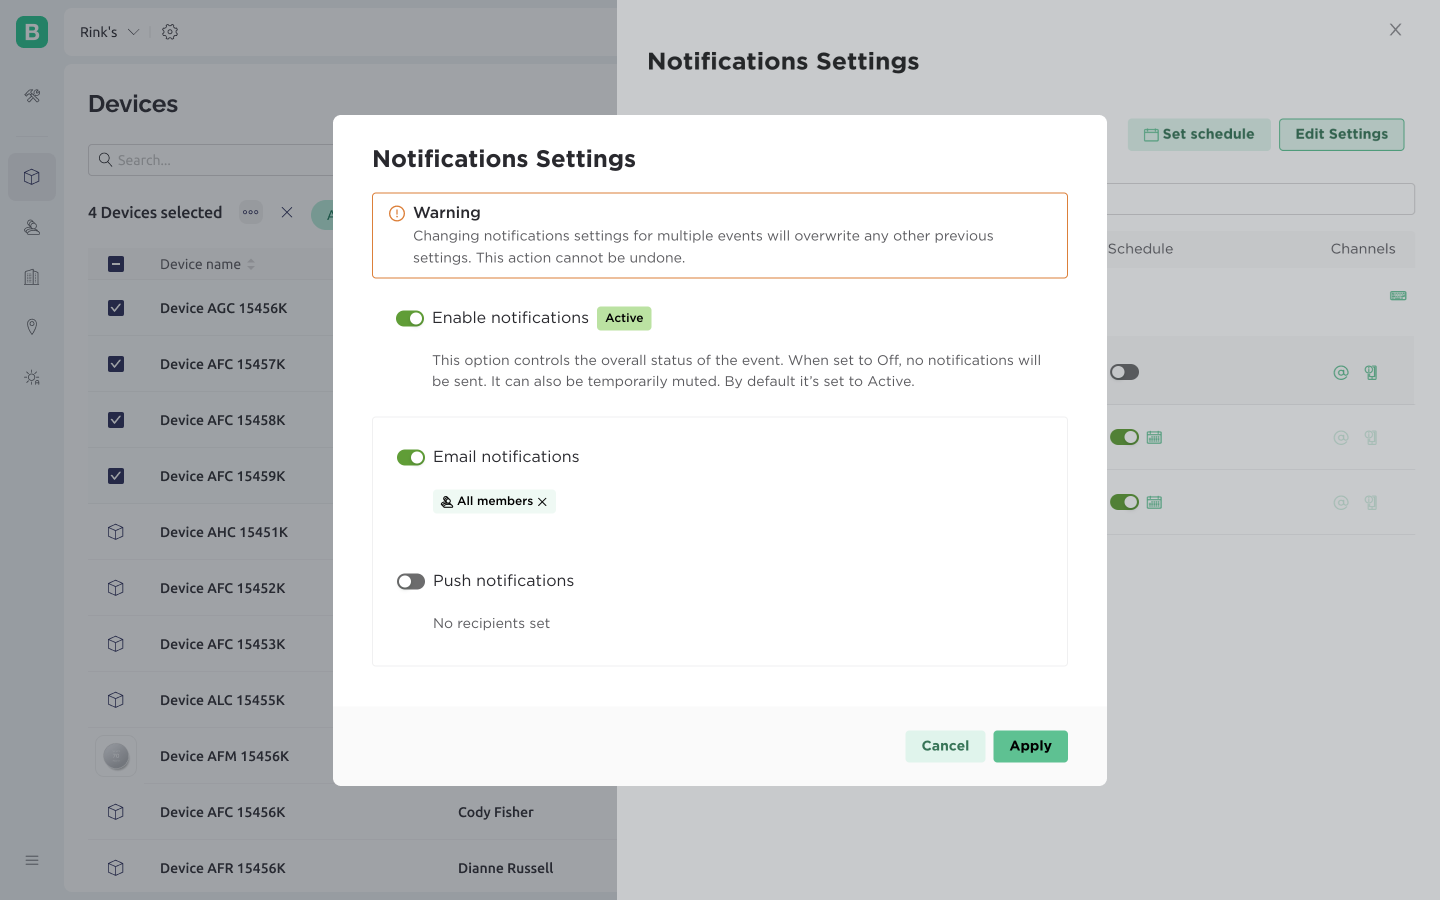 B
Rink's
Devices
Search...
4 Devices selected
Device name
Device AGC 15456K
Device AFC 15457K
Device AFC 15458K
Device AFC 15459K
Device AHC 15451K
Device AFC 15452K
Device AFC 15453K
Device ALC 15455K
Device AFM 15456K
Device AFC 15456K
Cody Fisher
Device AFR 15456K
Dianne Russell
Notifications Settings
Set schedule
Edit Settings
Schedule
Channels
Notifications Settings
Warning
Changing notifications settings for multiple events will overwrite any other previous
settings. This action cannot be undone.
Enable notifications
Active
This option controls the overall status of the event. When set to Off, no notifications will
be sent. It can also be temporarily muted. By default it’s set to Active.
Email notifications
All members
Push notifications
No recipients set
Cancel
Apply